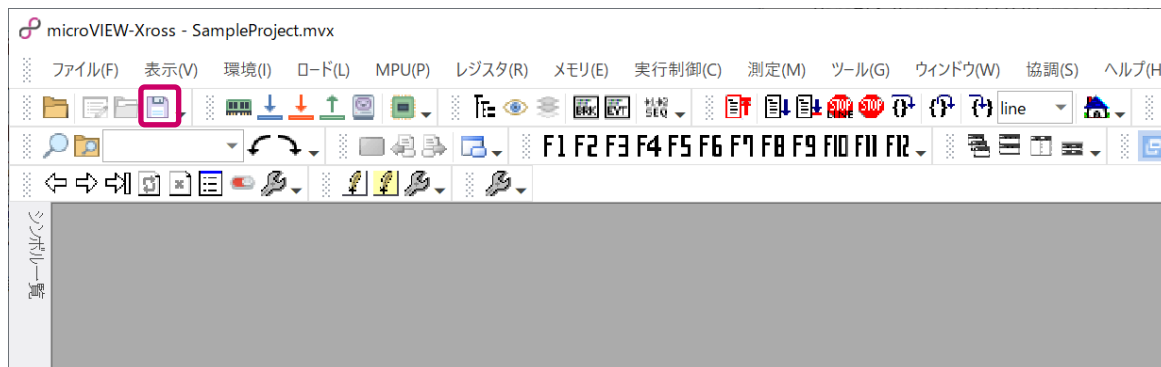 microVIEW-Xross - SampleProject.mvx
ファイル(F) 表示(V) 環境(I) ロード(L) MPU(P) レジスタ(R) メモリ(E) 実行制御(C) 測定(M) ツール(G) ウィンドウ(W) 協調(S) ヘルプ(H
BRK EVT SEQ STOP LINE STOP line
F1 F2 F3 F4 F5 F6 F7 F8 F9 F10 F11 F12
シンボル一覧